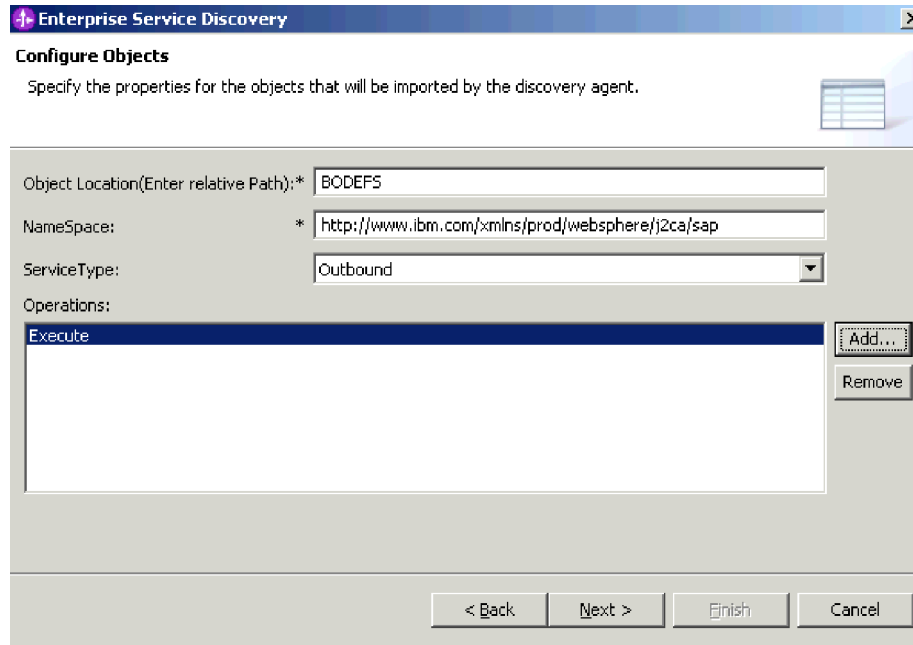 Enterprise Service Discovery
Configure Objects
Specify the properties for the objects that will be imported by the discovery agent.
Object Location(Enter relative Path):* BODEFS
NameSpace: * http://www.ibm.com/xmlns/prod/websphere/j2ca/sap
ServiceType: Outbound
Operations:
Execute
Add...
Remove
< Back Next > Finish Cancel